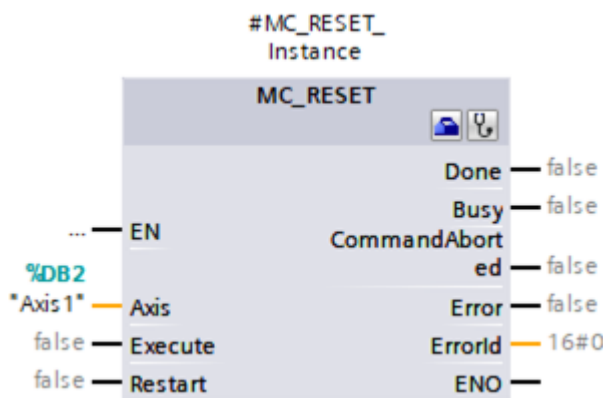 #MC_RESET_
Instance
MC_RESET
Done false
Busy false
... EN
CommandAbort
ed false
%DB2
"Axis1" Axis
Error false
false Execute
ErrorId 16#0
false Restart
ENO